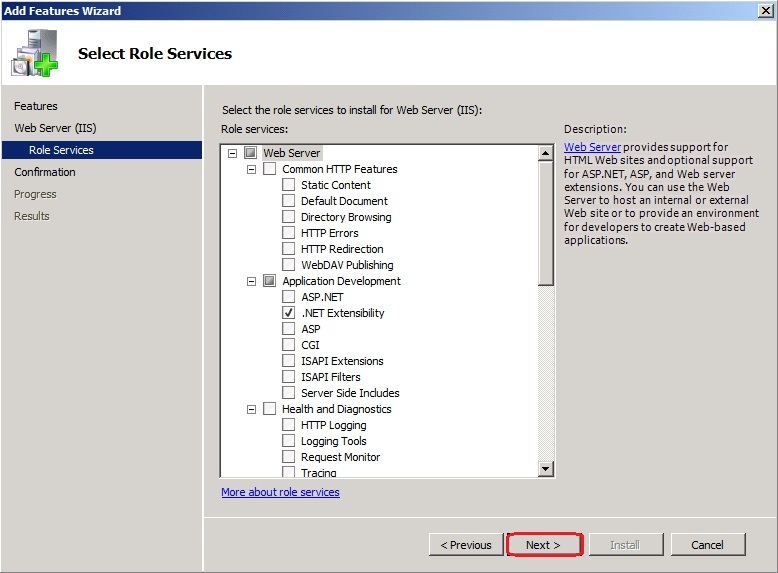 Add Features Wizard
Select Role Services
Features
Web Server (IIS)
Role Services
Confirmation
Progress
Results
Select the role services to install for Web Server (IIS):
Role services:
Web Server
Common HTTP Features
Static Content
Default Document
Directory Browsing
HTTP Errors
HTTP Redirection
WebDAV Publishing
Application Development
ASP.NET
.NET Extensibility
ASP
CGI
ISAPI Extensions
ISAPI Filters
Server Side Includes
Health and Diagnostics
HTTP Logging
Logging Tools
Request Monitor
Tracing
More about role services
Description:
Web Server provides support for
HTML Web sites and optional support
for ASP.NET, ASP, and Web server
extensions. You can use the Web
Server to host an internal or external
Web site or to provide an environment
for developers to create Web-based
applications.
< Previous
Next >
Install
Cancel